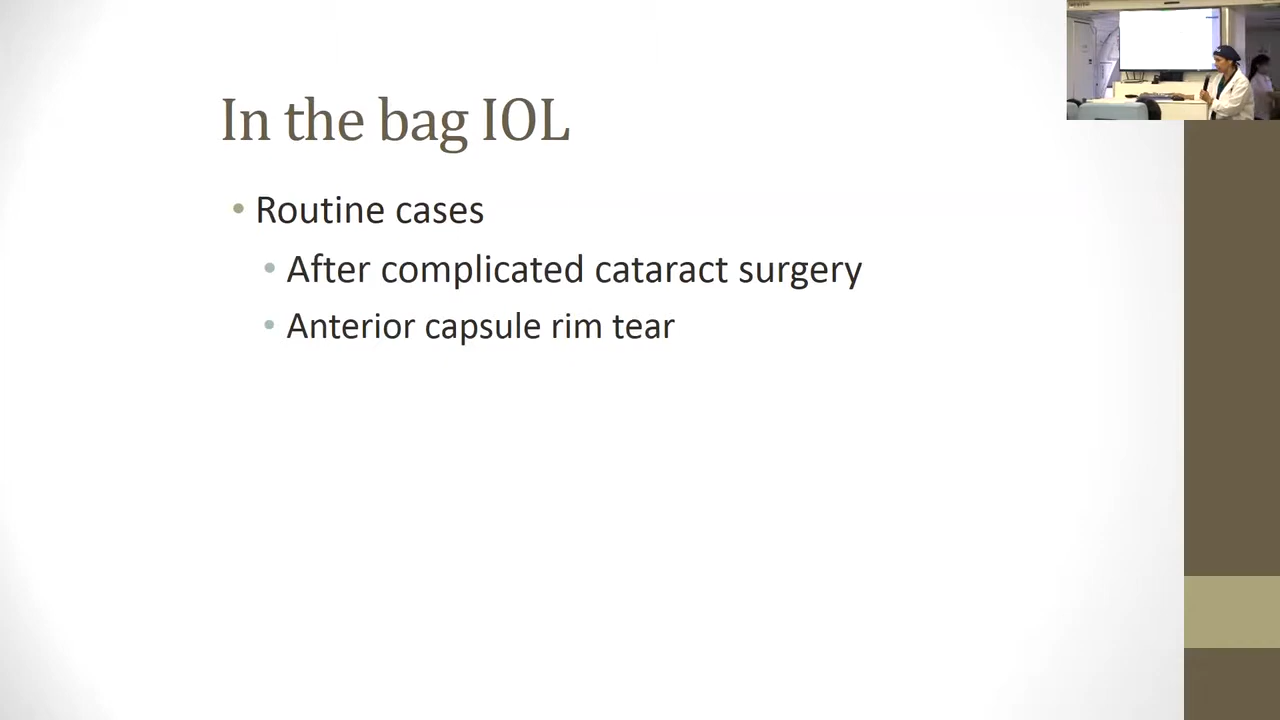 In the bag IOL
• Routine cases
• After complicated cataract surgery
• Anterior capsule rim tear